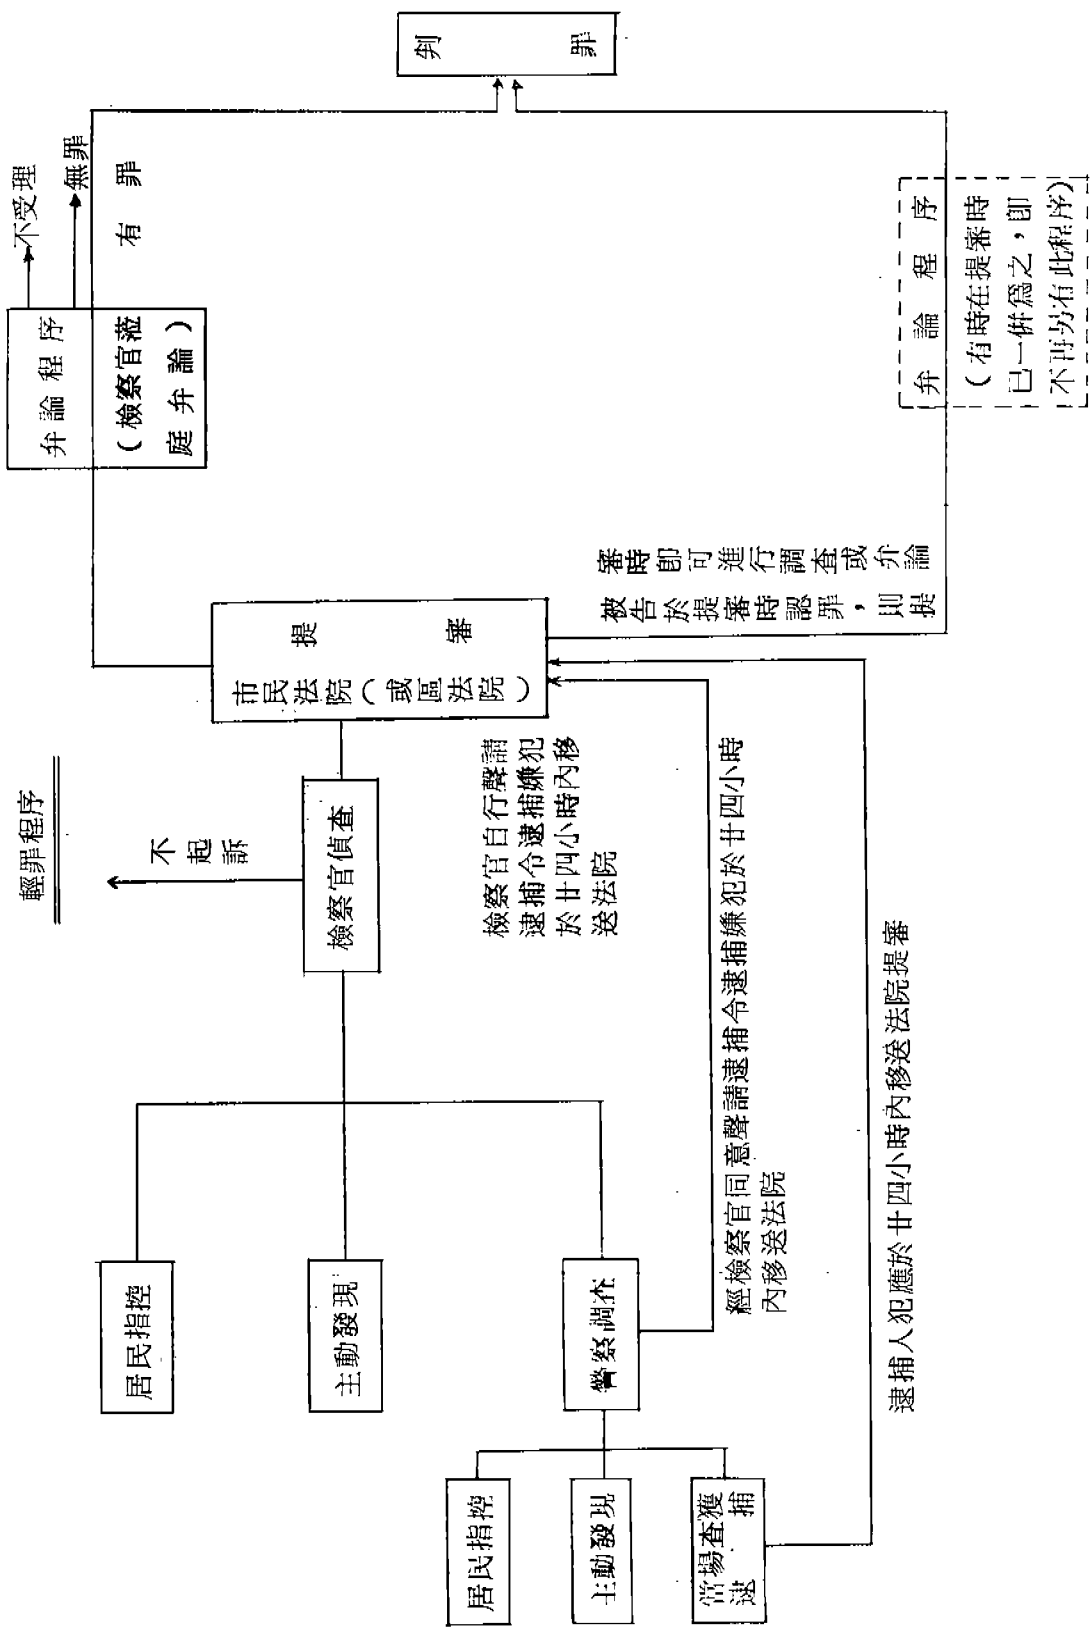 輕罪程序
居民指控
主動發現
當場查獲
逮捕
居民指控
主動發現
警察調查
檢察官偵查
不起訴
檢察官自行聲請
逮捕令逮捕嫌犯
於廿四小時內移
送法院
經檢察官同意聲請逮捕令逮捕嫌犯於廿四小時
內移送法院
逮捕人犯應於廿四小時內移送法院提審
提審
市民法院(或區法院)
被告於提審時認罪,則提
審時即可進行調查或弁論
弁論程序
(檢察官蒞
庭弁論)
不受理
無罪
有罪
弁論程序
(有時在提審時
已一併為之,即
不再另有此程序)
判罪